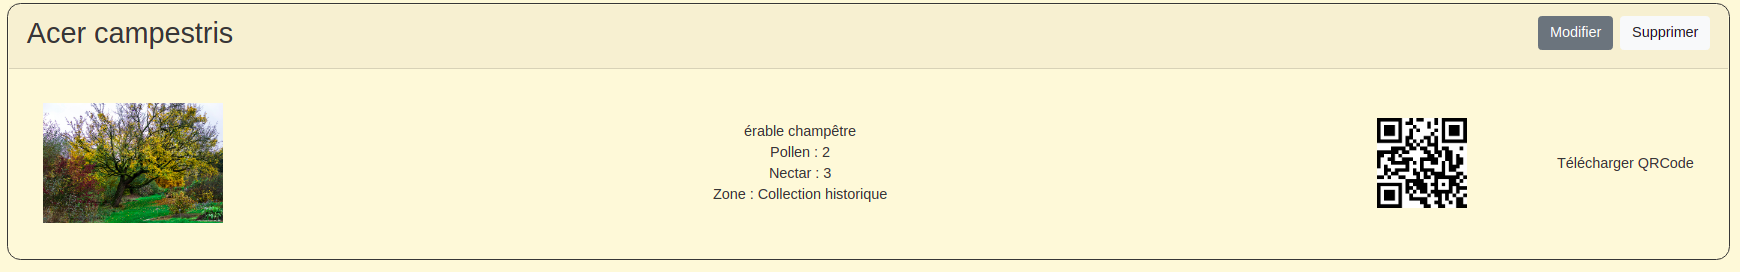 Acer campestris
Modifier
Supprimer
érable champêtre
Pollen : 2
Nectar : 3
Zone : Collection historique
Télécharger QRCode